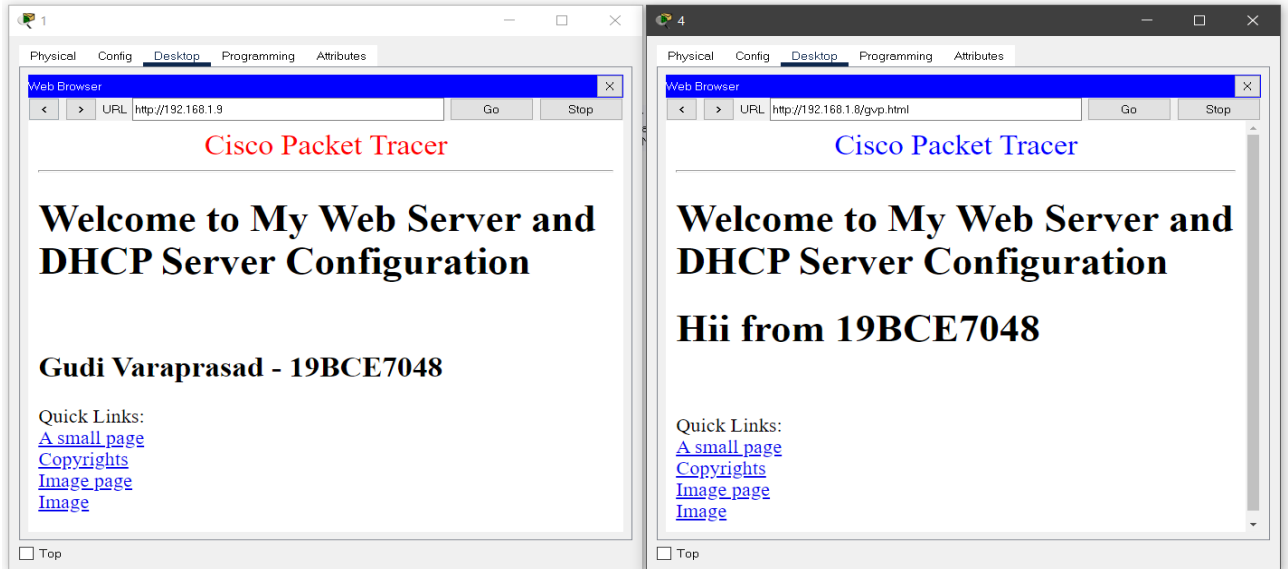 1
Physical Config Desktop Programming Attributes
Web Browser
< > URL http://192.168.1.9 Go Stop
Cisco Packet Tracer
Welcome to My Web Server and
DHCP Server Configuration
Gudi Varaprasad - 19BCE7048
Quick Links:
A small page
Copyrights
Image page
Image
Top
4
Physical Config Desktop Programming Attributes
Web Browser
< > URL http://192.168.1.8/gvp.html Go Stop
Cisco Packet Tracer
Welcome to My Web Server and
DHCP Server Configuration
Hii from 19BCE7048
Quick Links:
A small page
Copyrights
Image page
Image
Top